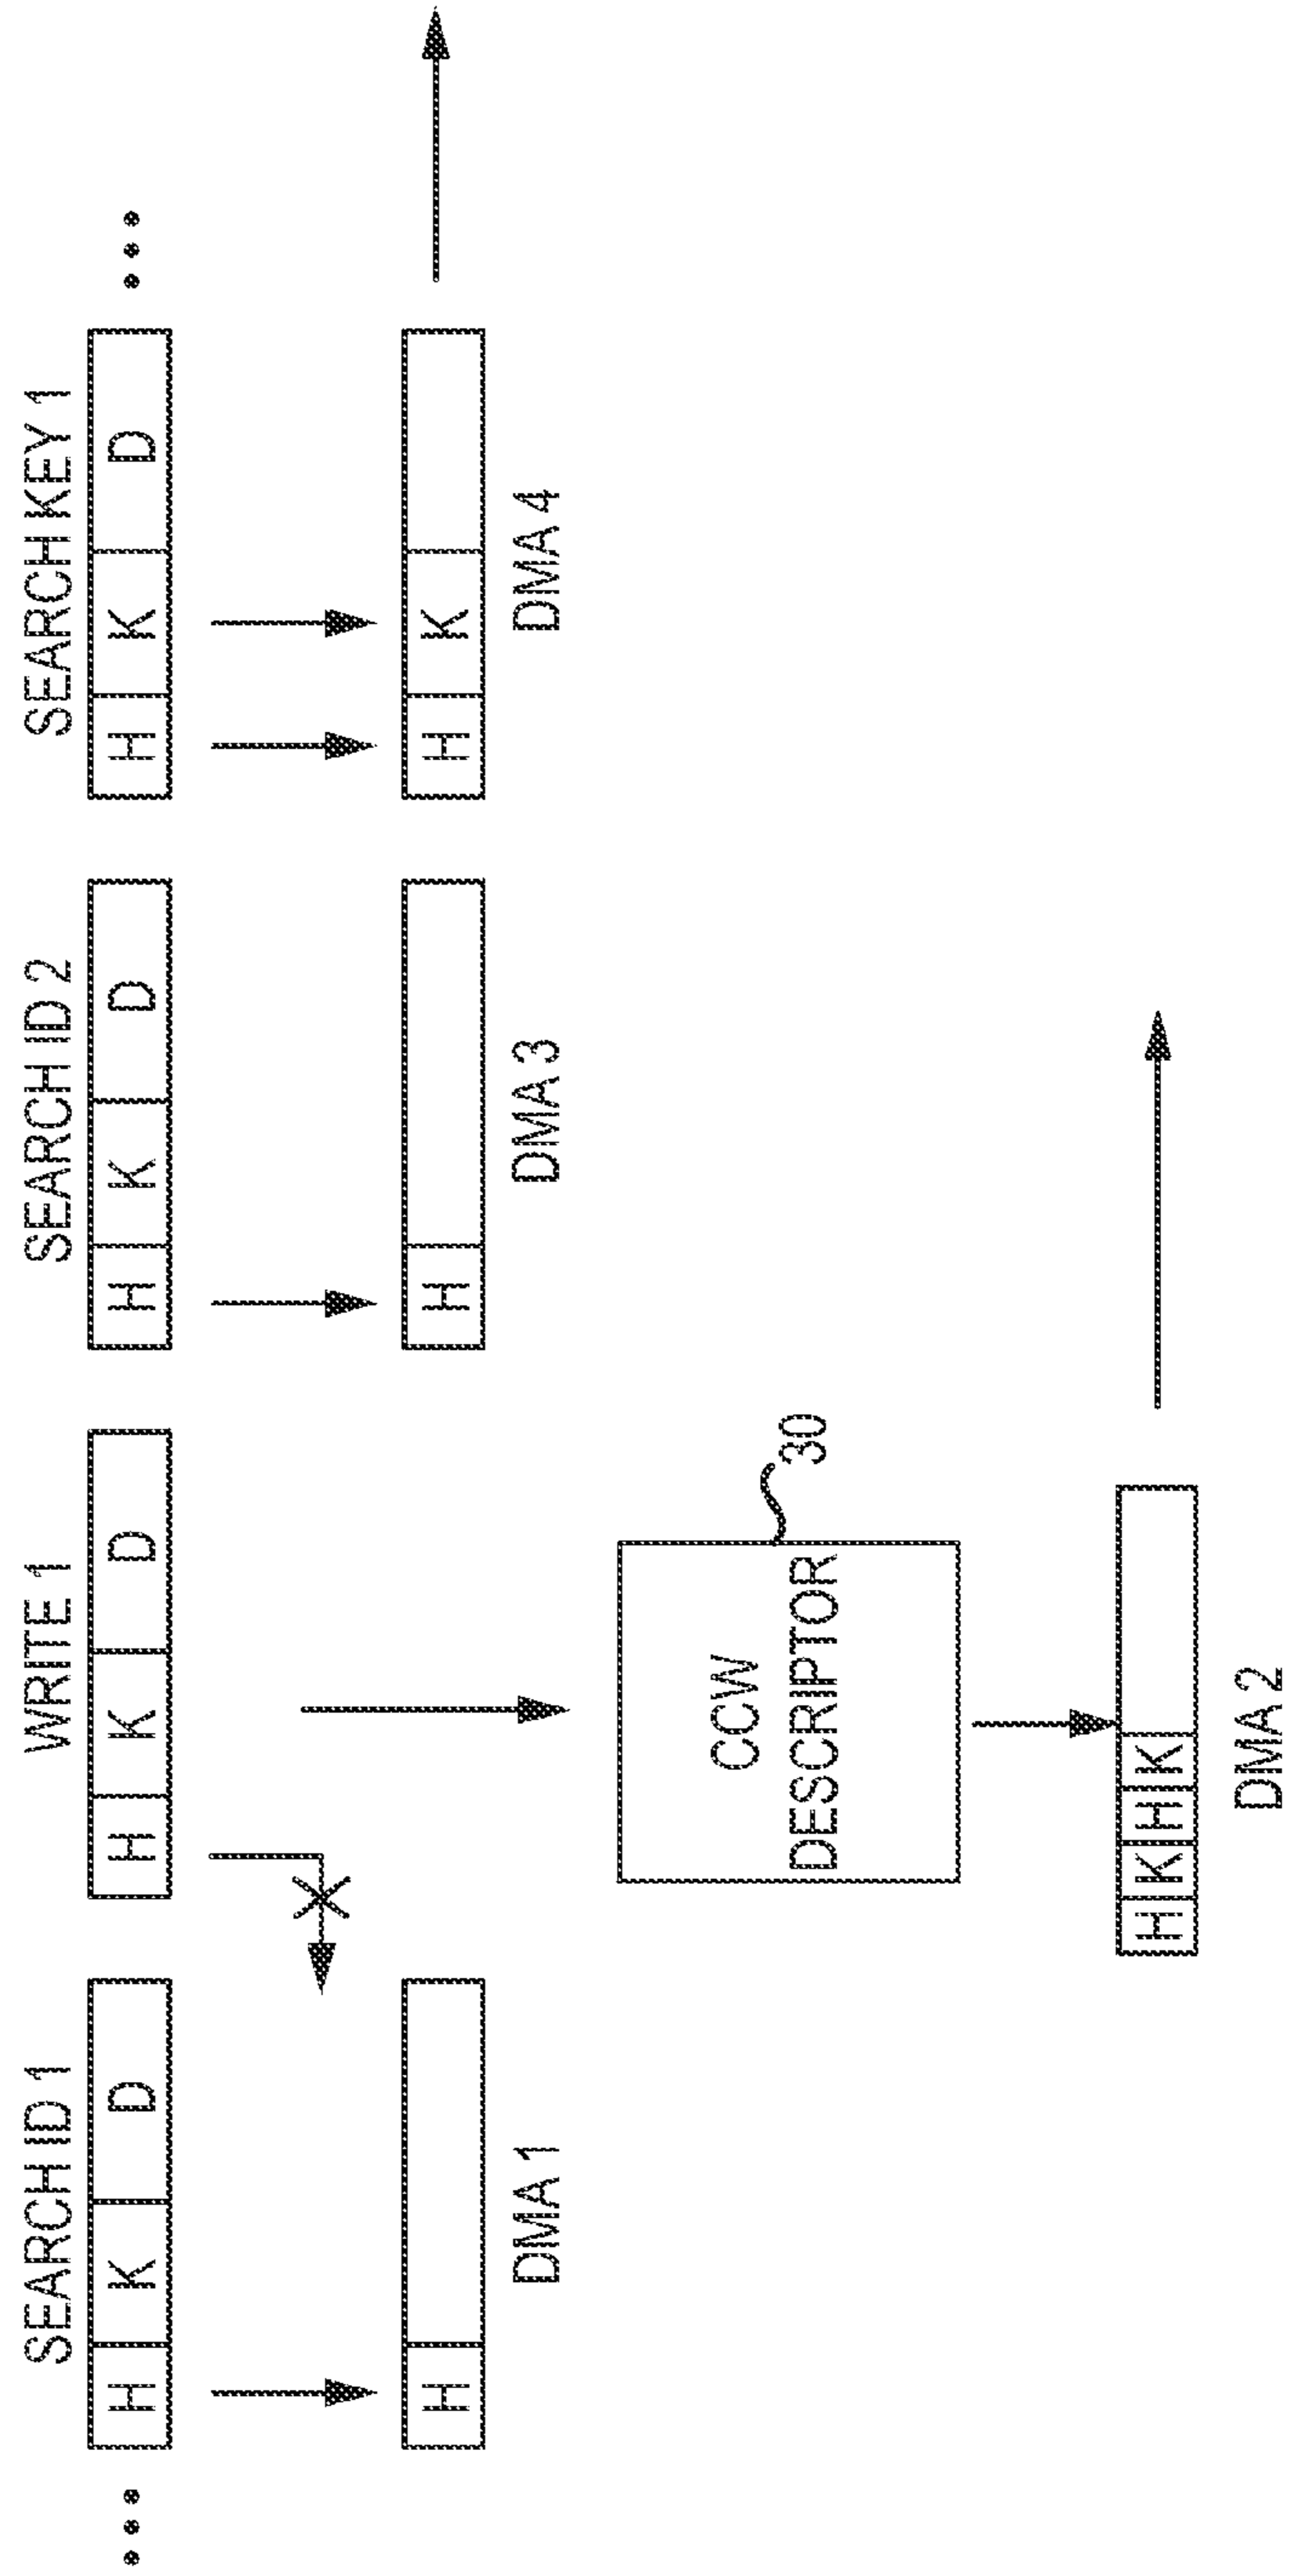 SEARCH ID 1 WRITE 1 SEARCH ID 2 SEARCH KEY 1
••• H K D H K D H K D H K D •••
H H H K
DMA 1 DMA 3 DMA 4
CCW
DESCRIPTOR
30
H K H K
DMA 2